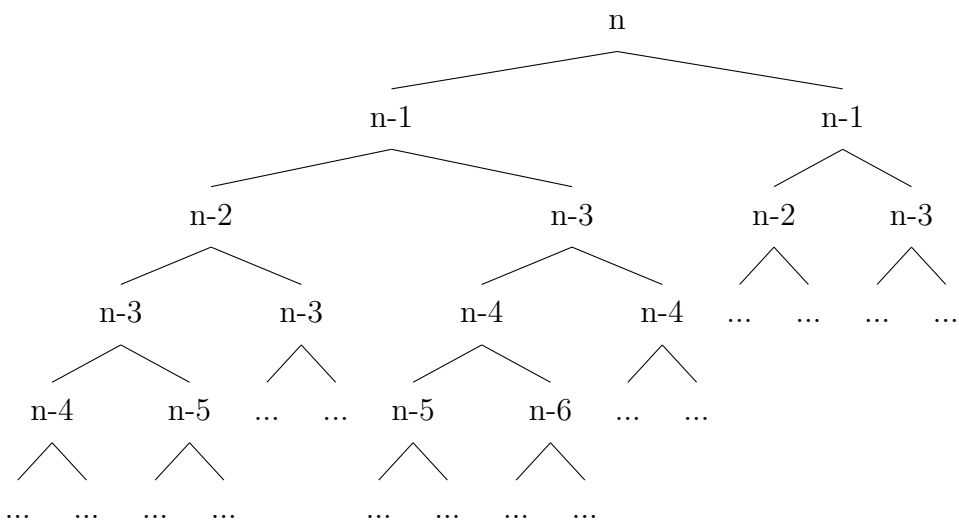 n
n-1 n-1
n-2 n-3 n-2 n-3
n-3 n-3 n-4 n-4 ... ... ... ...
n-4 n-5 ... ... n-5 n-6 ... ...
... ... ... ... ... ... ... ...